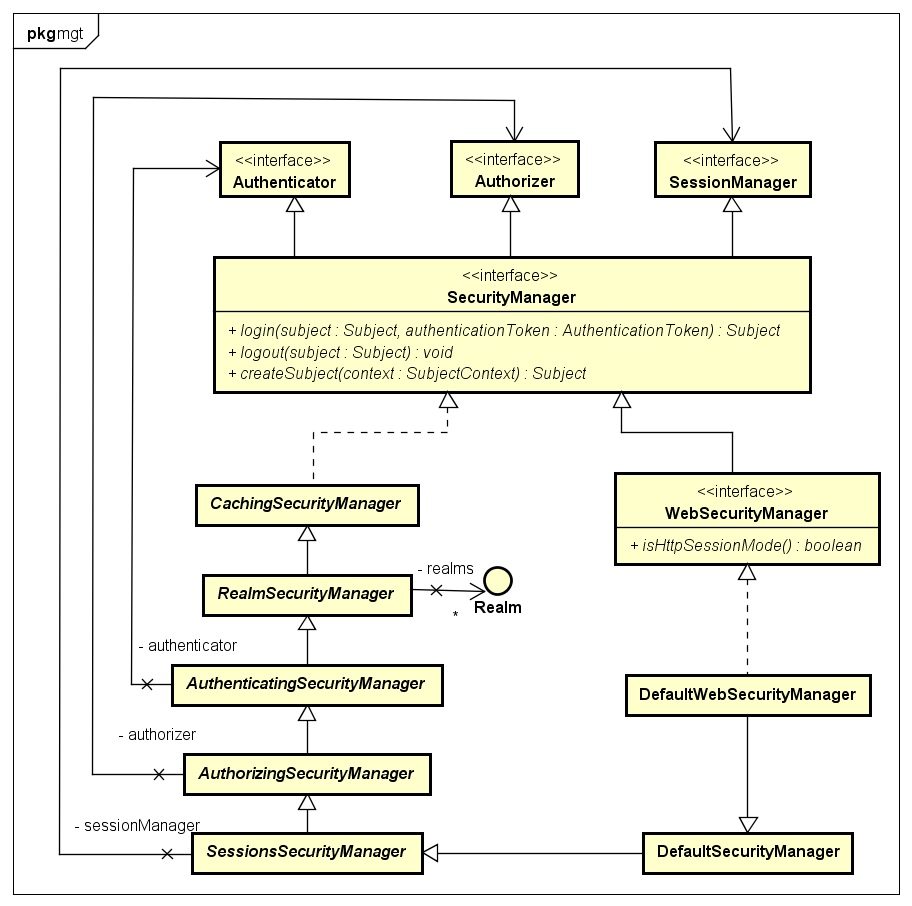 pkg mgt
<<interface>>
Authenticator
<<interface>>
Authorizer
<<interface>>
SessionManager
<<interface>>
SecurityManager
+ login(subject : Subject, authenticationToken : AuthenticationToken) : Subject
+ logout(subject : Subject) : void
+ createSubject(context : SubjectContext) : Subject
CachingSecurityManager
<<interface>>
WebSecurityManager
+ isHttpSessionMode() : boolean
RealmSecurityManager
- realms
*
Realm
- authenticator
AuthenticatingSecurityManager
DefaultWebSecurityManager
- authorizer
AuthorizingSecurityManager
- sessionManager
SessionsSecurityManager
DefaultSecurityManager